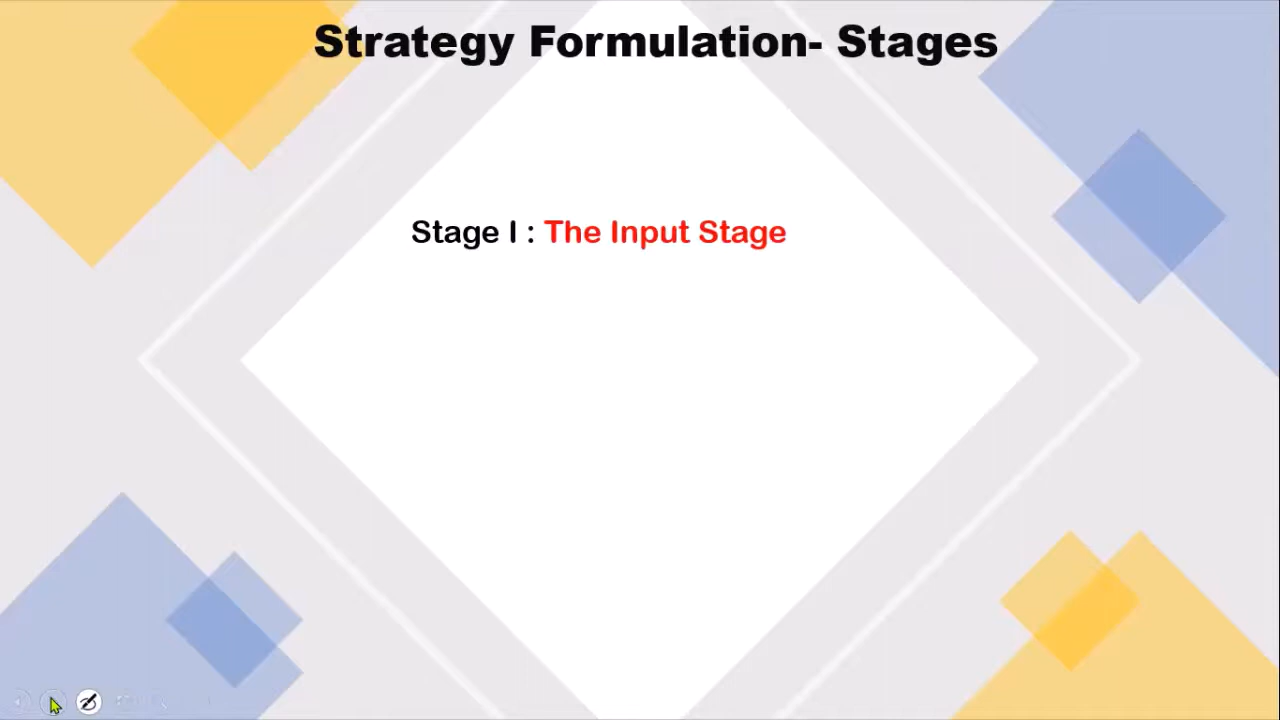 Strategy Formulation- Stages
Stage I : The Input Stage